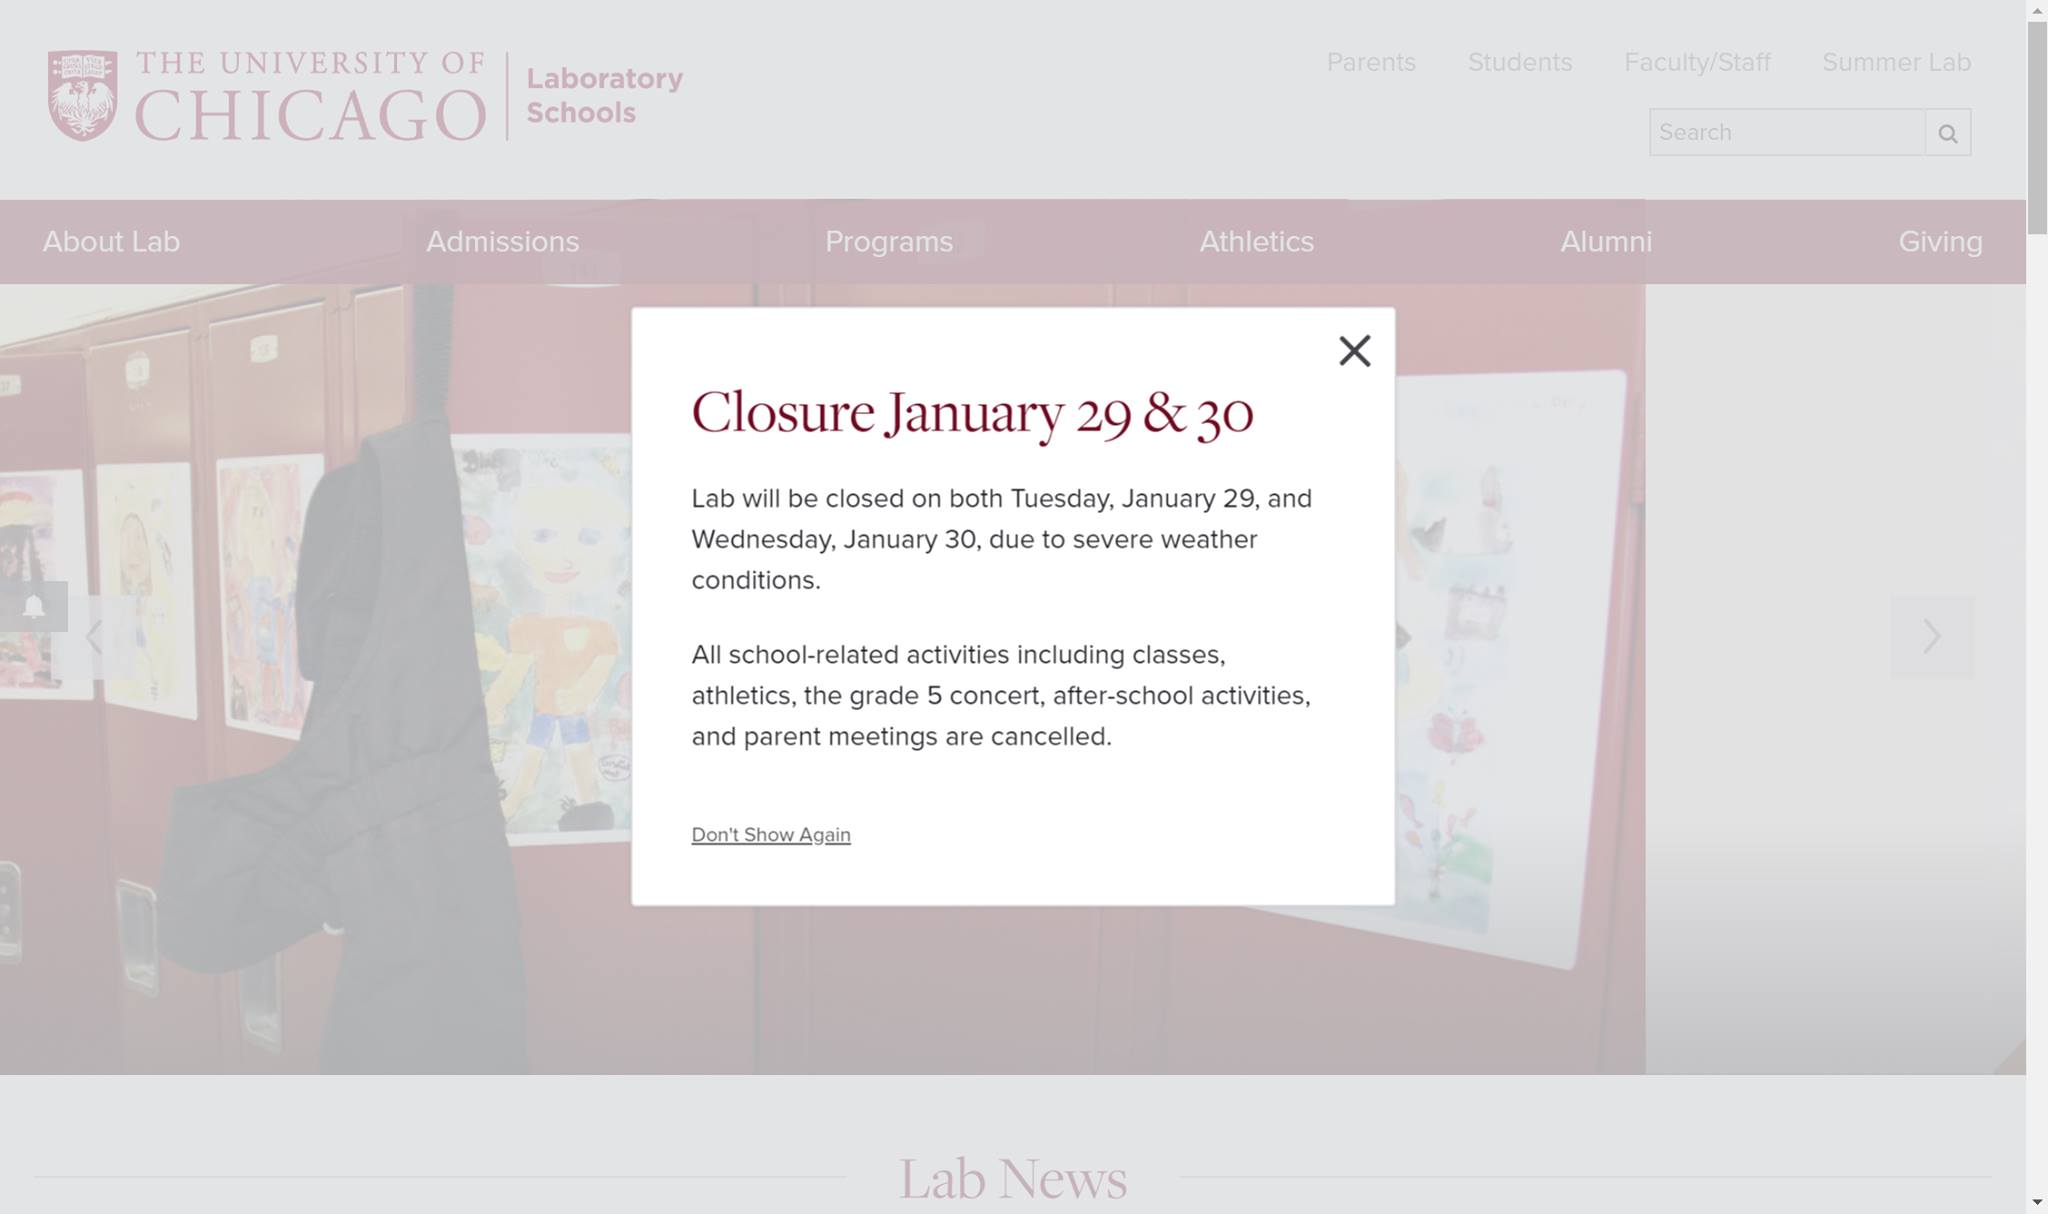 THE UNIVERSITY OF
CHICAGO
Laboratory
Schools
Parents Students Faculty/Staff Summer Lab
Search
About Lab Admissions Programs Athletics Alumni Giving
Closure January 29 & 30
Lab will be closed on both Tuesday, January 29, and
Wednesday, January 30, due to severe weather
conditions.
All school-related activities including classes,
athletics, the grade 5 concert, after-school activities,
and parent meetings are cancelled.
Don't Show Again
Lab News